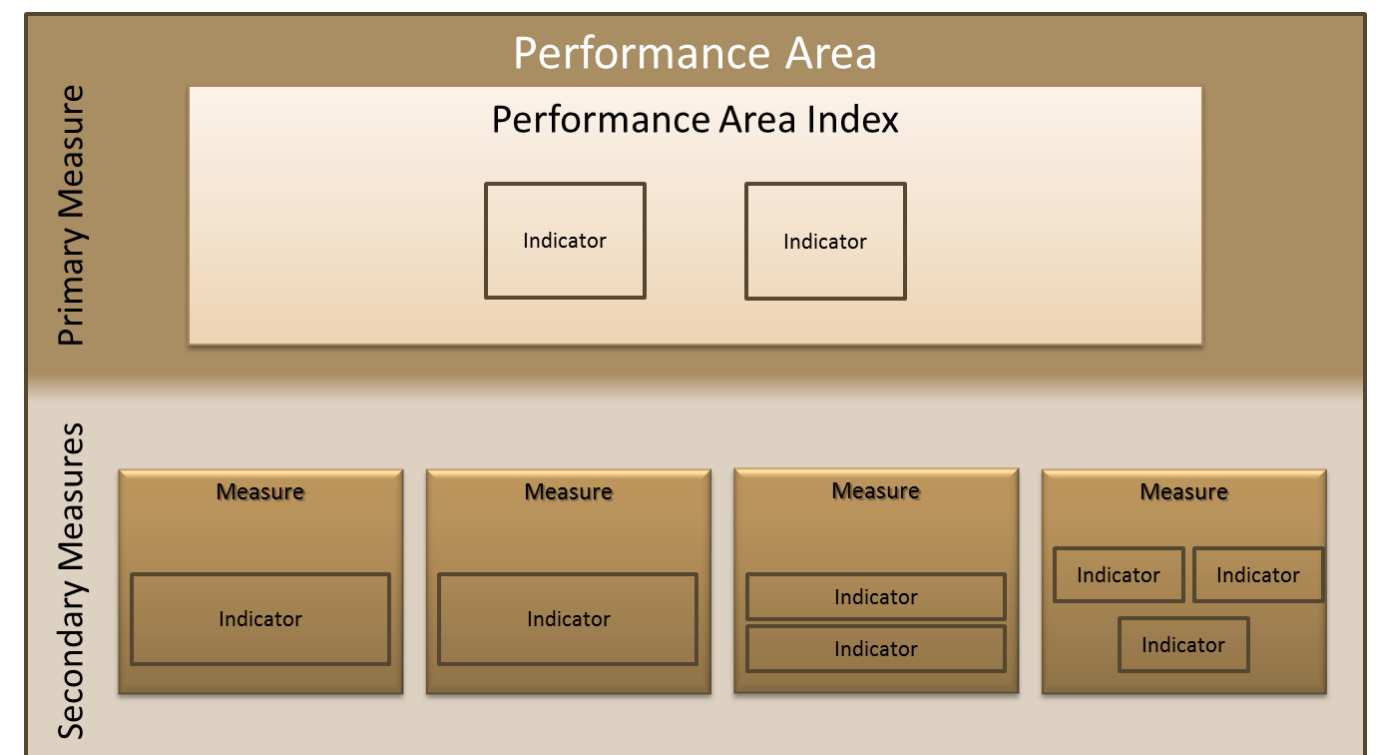 Performance Area
Primary Measure
Performance Area Index
Indicator
Indicator
Secondary Measures
Measure
Indicator
Measure
Indicator
Measure
Indicator
Indicator
Measure
Indicator
Indicator
Indicator